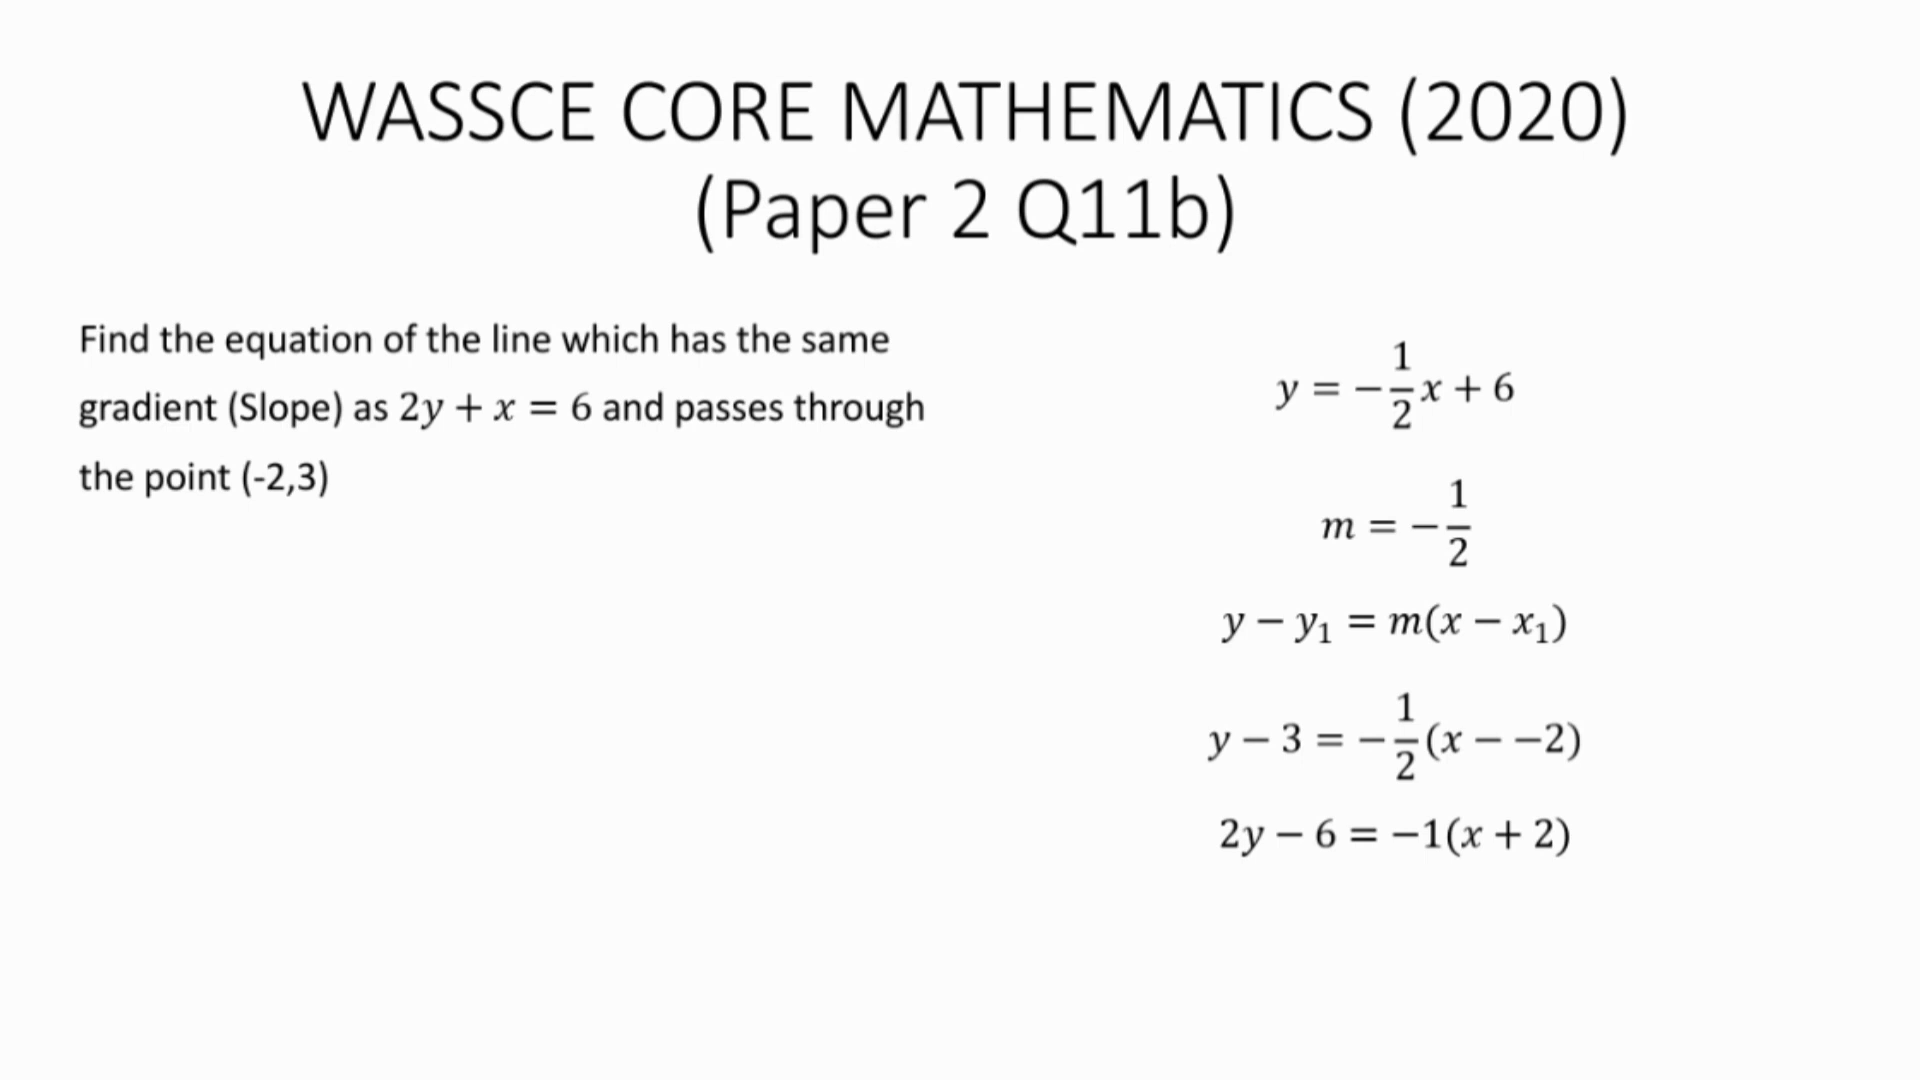 WASSCE CORE MATHEMATICS (2020)
(Paper 2 Q11b)
Find the equation of the line which has the same
gradient (Slope) as 2y + x = 6 and passes through
the point (-2,3)
y = −1/2x + 6
m = −1/2
y − y₁ = m(x − x₁)
y − 3 = −1/2(x − −2)
2y − 6 = −1(x + 2)